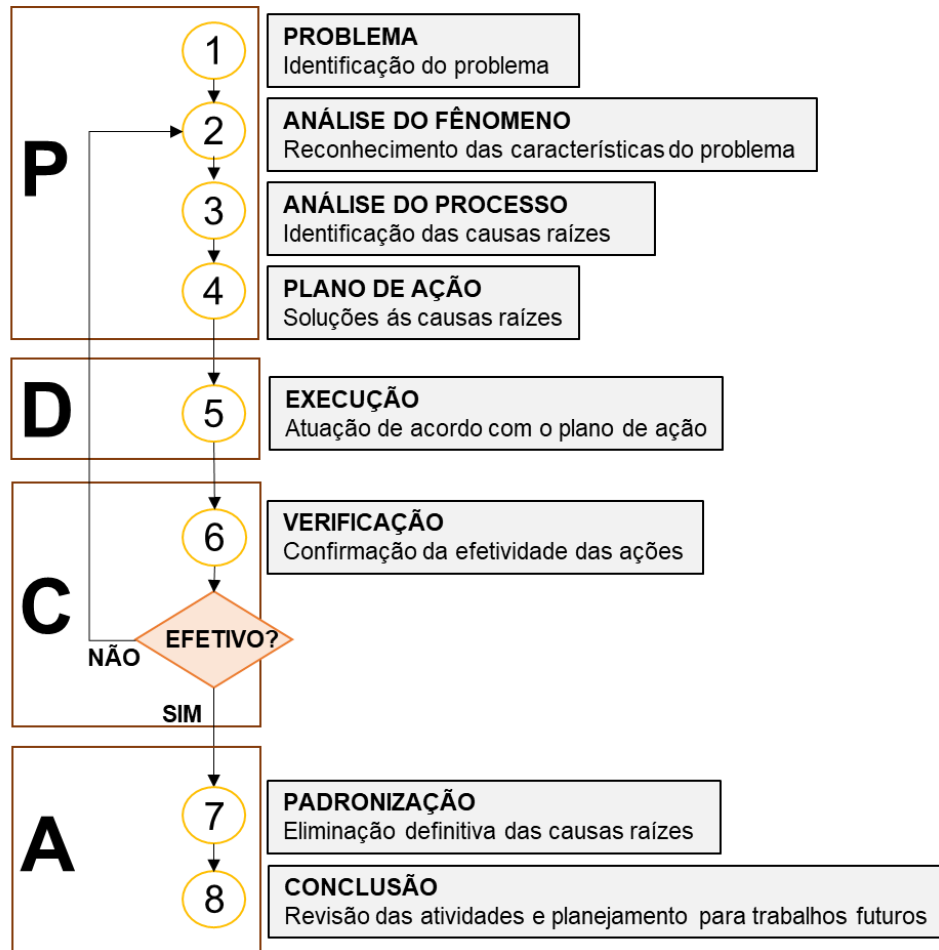 P
1
PROBLEMA
Identificação do problema
2
ANÁLISE DO FÊNOMENO
Reconhecimento das características do problema
3
ANÁLISE DO PROCESSO
Identificação das causas raízes
4
PLANO DE AÇÃO
Soluções ás causas raízes
D
5
EXECUÇÃO
Atuação de acordo com o plano de ação
C
6
VERIFICAÇÃO
Confirmação da efetividade das ações
EFETIVO?
NÃO
SIM
A
7
PADRONIZAÇÃO
Eliminação definitiva das causas raízes
8
CONCLUSÃO
Revisão das atividades e planejamento para trabalhos futuros